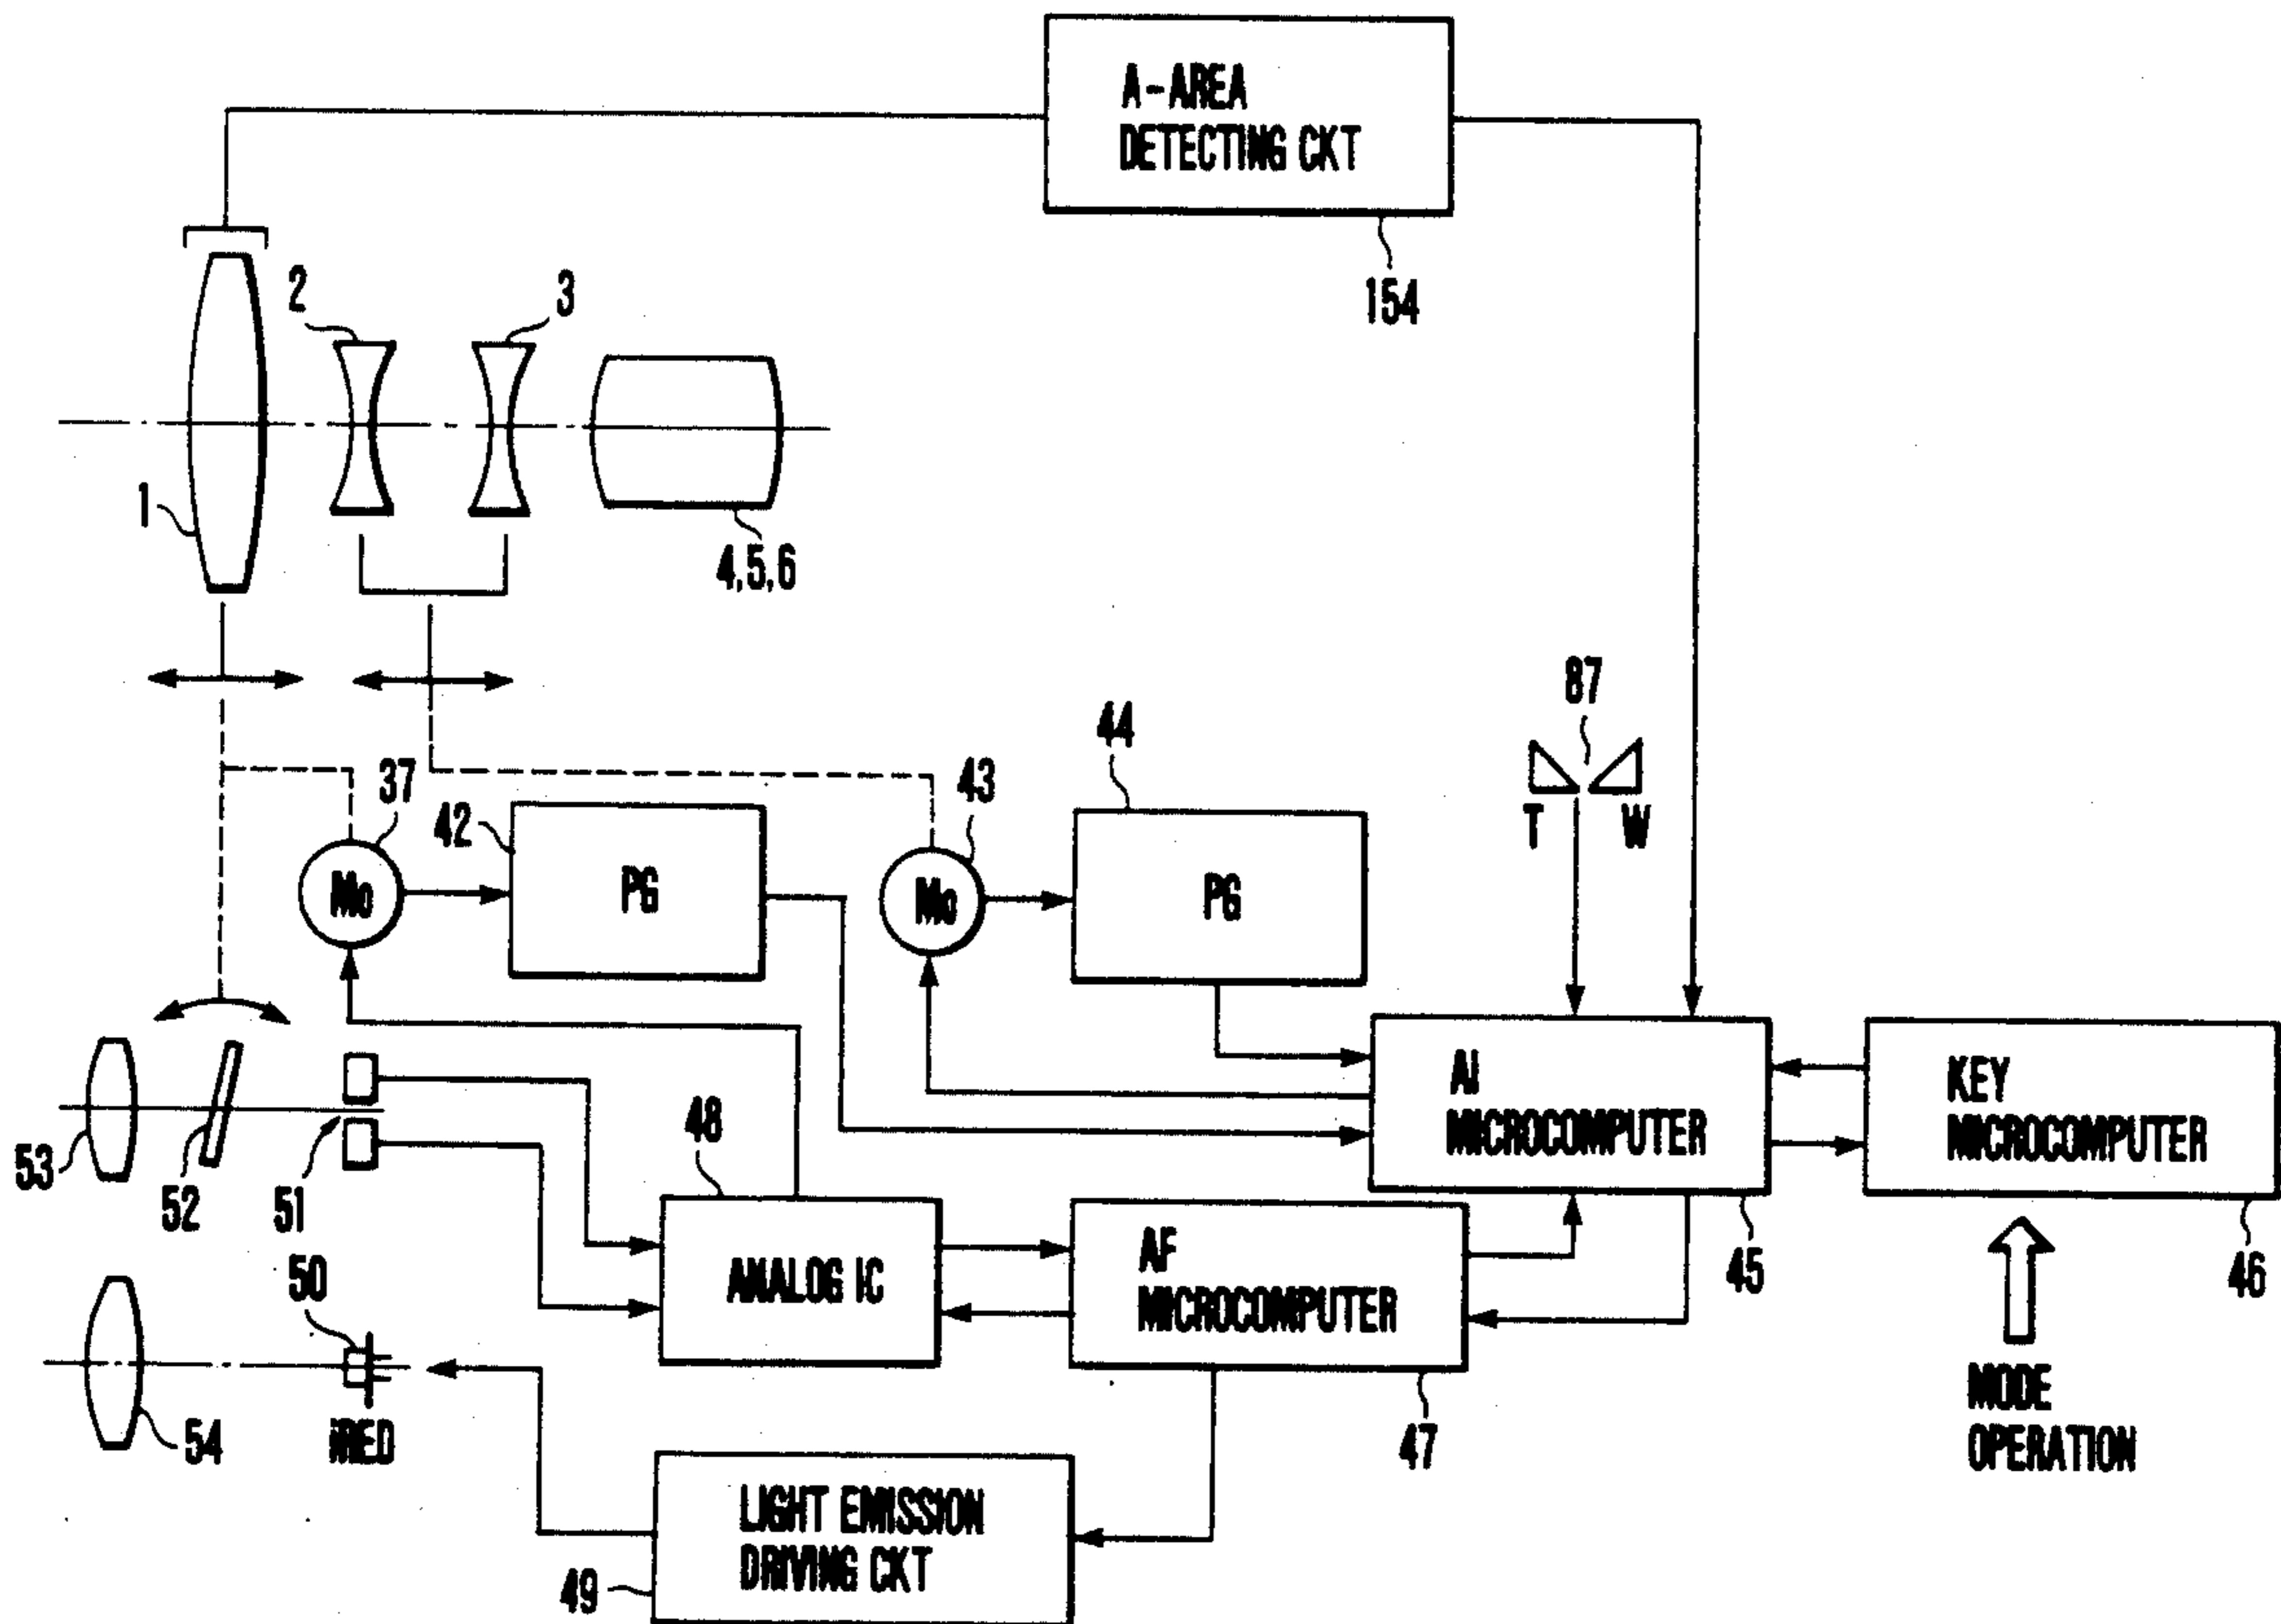 A-AREA
DETECTING CKT
154
2
3
1
4,5,6
87
T
W
44
37
43
42
Mo
PG
Mo
PG
AI
MICROCOMPUTER
KEY
MICROCOMPUTER
53
52
51
48
45
46
50
ANALOG IC
AF
MICROCOMPUTER
54
iRED
47
MODE
OPERATION
LIGHT EMISSION
DRIVING CKT
49